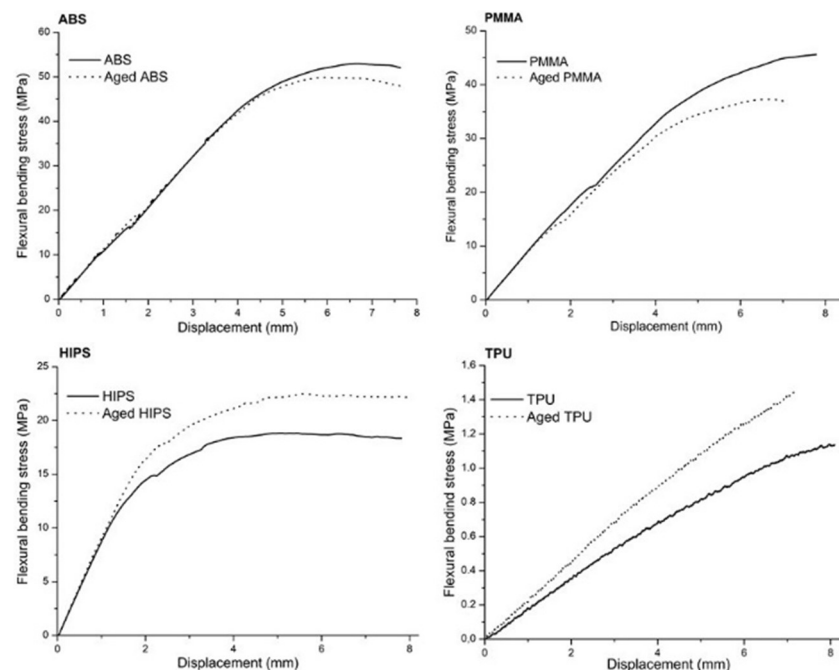 ABS
ABS
Aged ABS
Flexural bending stress (MPa)
60
50
40
30
20
10
0
0 1 2 3 4 5 6 7 8
Displacement (mm)
PMMA
PMMA
Aged PMMA
Flexural bending stress (MPa)
50
40
30
20
10
0
0 2 4 6 8
Displacement (mm)
HIPS
HIPS
Aged HIPS
Flexural bending stress (MPa)
25
20
15
10
5
0
0 2 4 6 8
Displacement (mm)
TPU
TPU
Aged TPU
Flexural bendind stress (MPa)
1.6
1.4
1.2
1.0
0.8
0.6
0.4
0.2
0.0
0 2 4 6 8
Displacement (mm)